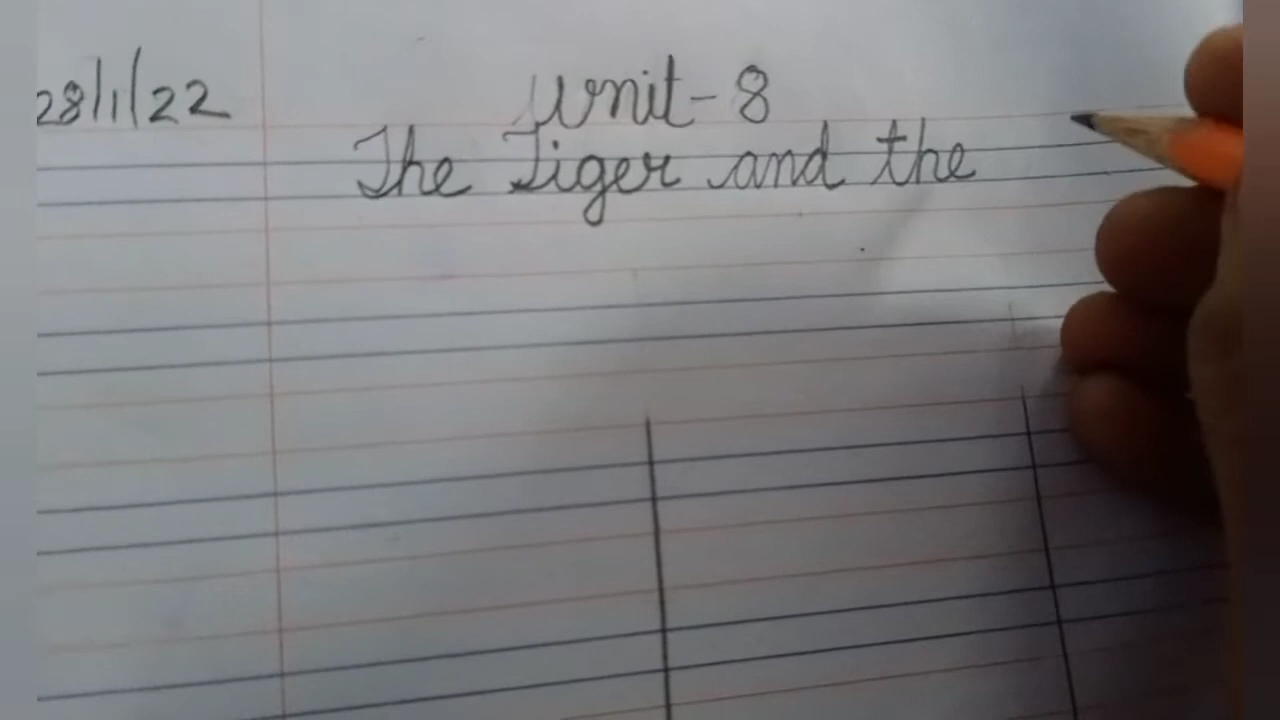 28/1/22
Unit-8
The Tiger and the